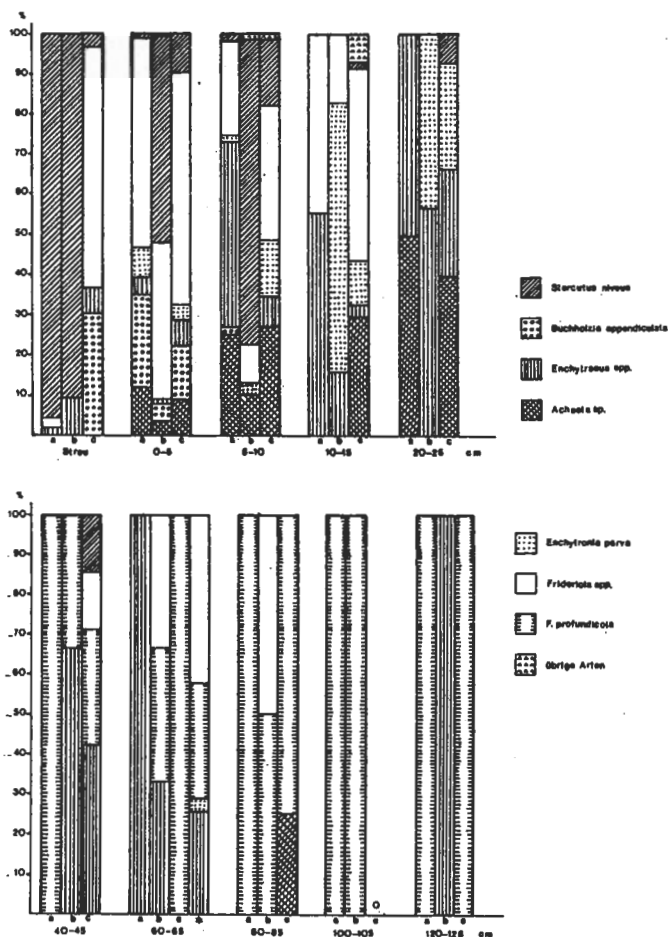 %
100
90
80
70
60
50
40
30
20
10
a b c
a b c
a b c
a b c
a b c
Streu
0-5
5-10
10-15
20-25 cm
Stercutus niveus
Buchholzia appendiculata
Enchytraeus spp.
Achaeta sp.
%
100
90
80
70
60
50
40
30
20
10
a b c
a b c
a b c
a b c
a b c
0
40-45
60-65
80-85
100-105
120-125 cm
Enchytronia parva
Fridericia spp.
F. profundicola
Übrige Arten